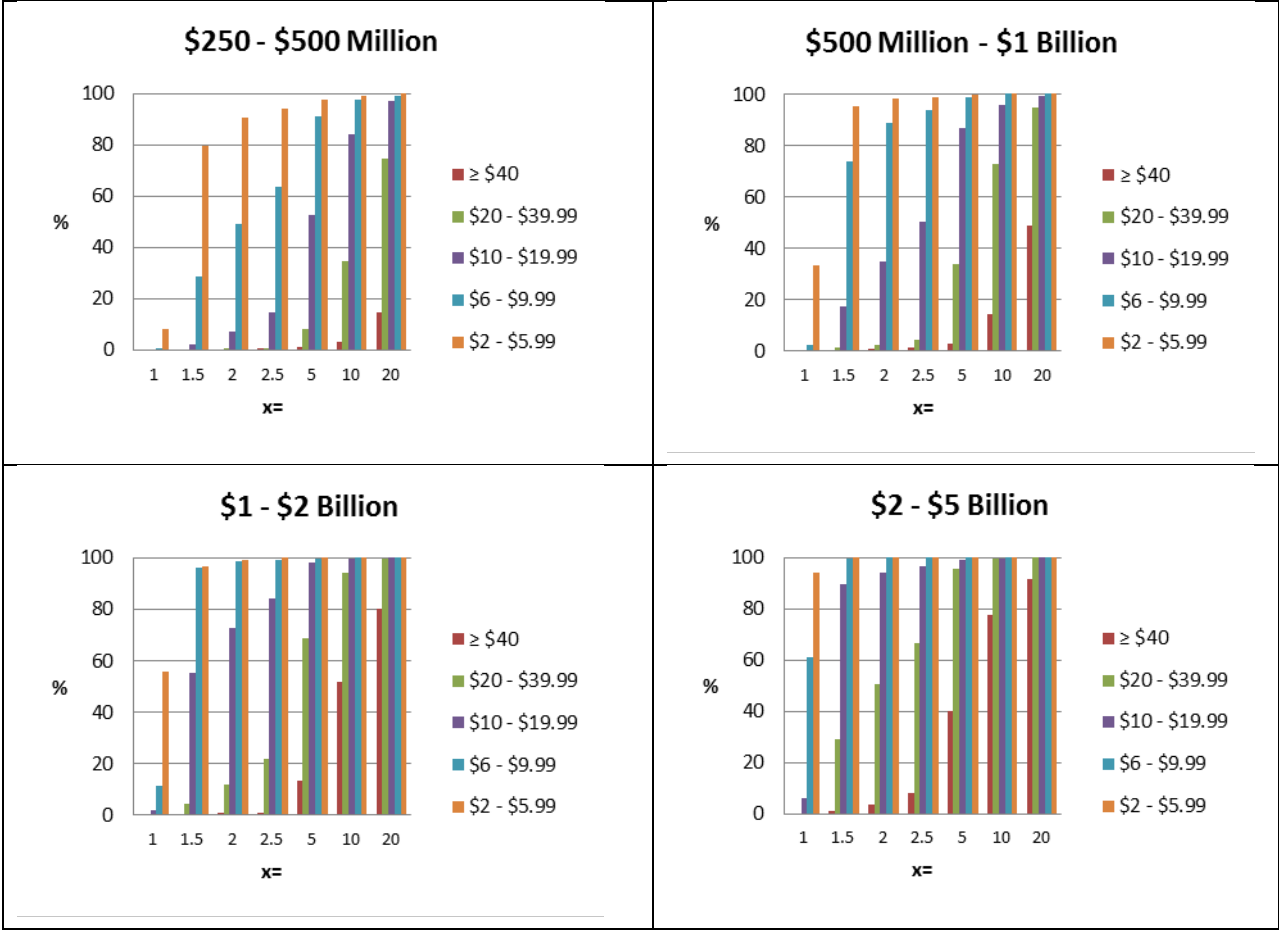 $250 - $500 Million
100
80
60
40
20
0
%
1 1.5 2 2.5 5 10 20
x=
≥ $40
$20 - $39.99
$10 - $19.99
$6 - $9.99
$2 - $5.99
$500 Million - $1 Billion
100
80
60
40
20
0
%
1 1.5 2 2.5 5 10 20
x=
≥ $40
$20 - $39.99
$10 - $19.99
$6 - $9.99
$2 - $5.99
$1 - $2 Billion
100
80
60
40
20
0
%
1 1.5 2 2.5 5 10 20
x=
≥ $40
$20 - $39.99
$10 - $19.99
$6 - $9.99
$2 - $5.99
$2 - $5 Billion
100
80
60
40
20
0
%
1 1.5 2 2.5 5 10 20
x=
≥ $40
$20 - $39.99
$10 - $19.99
$6 - $9.99
$2 - $5.99